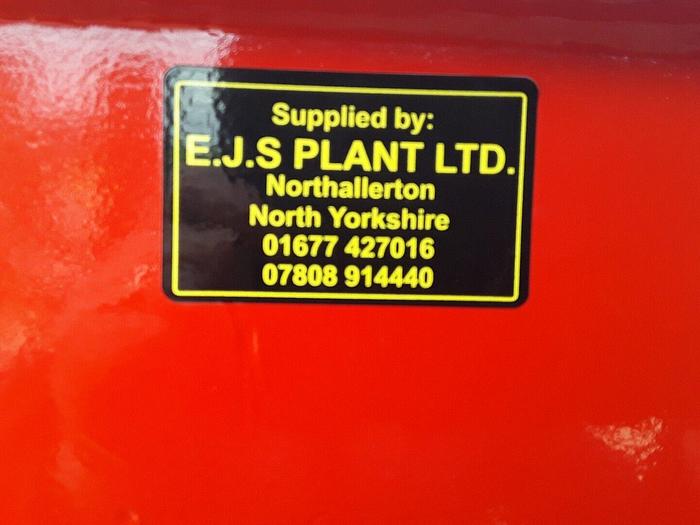 Supplied by:
E.J.S PLANT LTD.
Northallerton
North Yorkshire
01677 427016
07808 914440